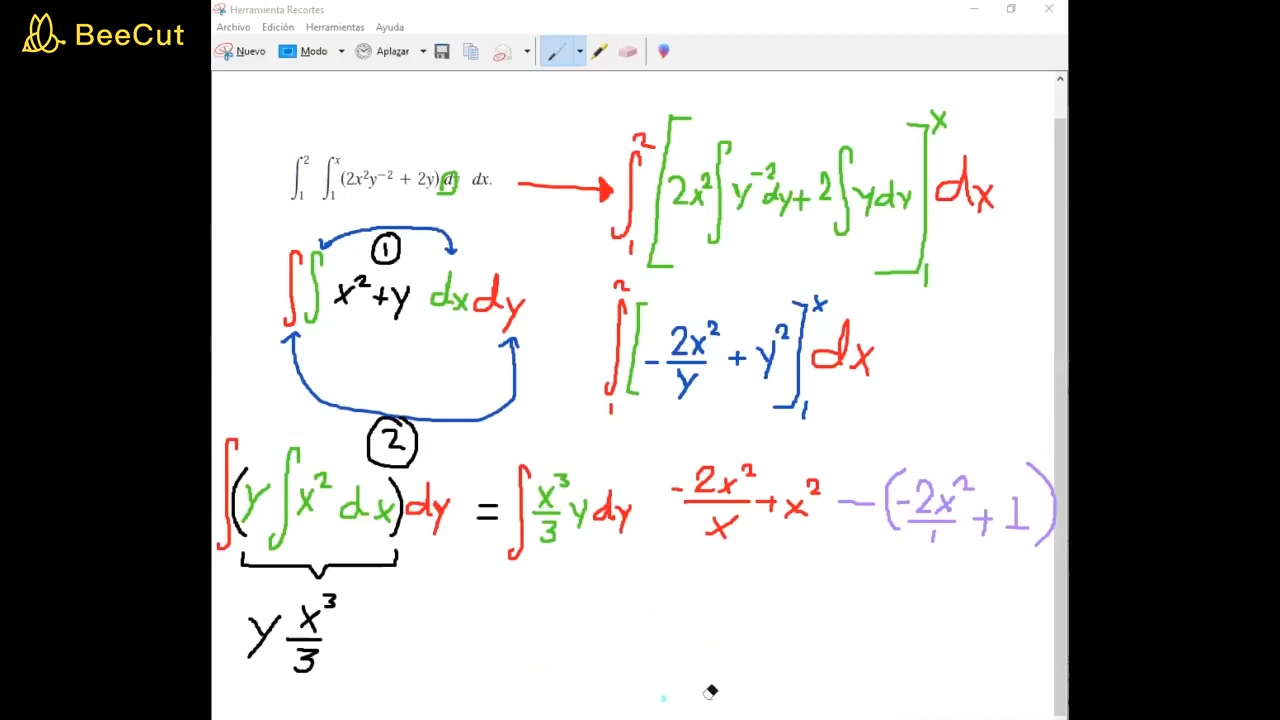 BeeCut
Herramienta Recortes
Archivo Edición Herramientas Ayuda
Nuevo Modo Aplazar
∫₁² ∫₁ˣ (2x²y⁻² + 2y) dy dx.
∫₁² [2x² ∫ y⁻² dy + 2 ∫ y dy]₁ˣ dx
①
∫∫ x² + y dx dy
∫₁² [- 2x²/y + y²]₁ˣ dx
②
∫(y ∫ x² dx) dy = ∫ x³/3 y dy
-2x²/x + x² - (-2x²/1 + 1)
y x³/3